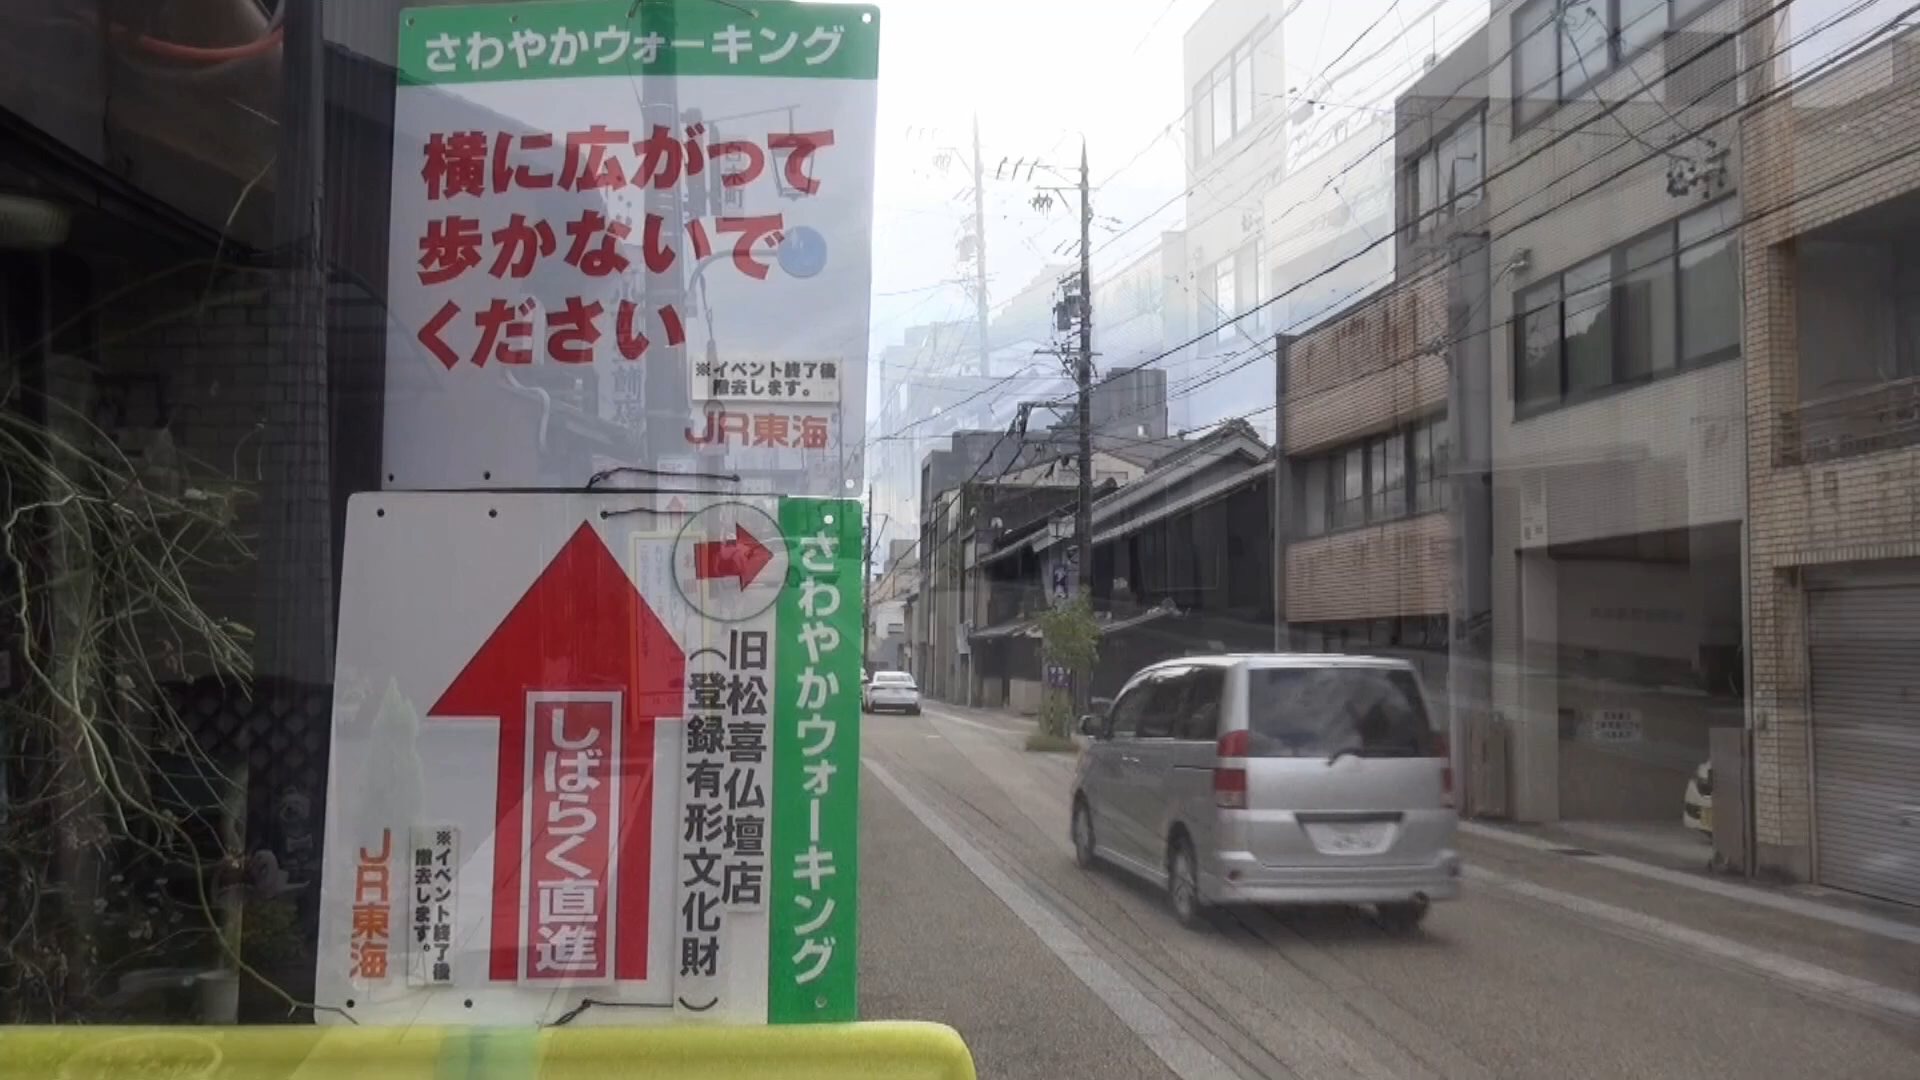 さわやかウォーキング
横に広がって
歩かないで
ください
※イベント終了後
撤去します。
JR東海
さわやかウォーキング
旧松喜仏壇店
（登録有形文化財）
しばらく直進
※イベント終了後
撤去します。
JR東海